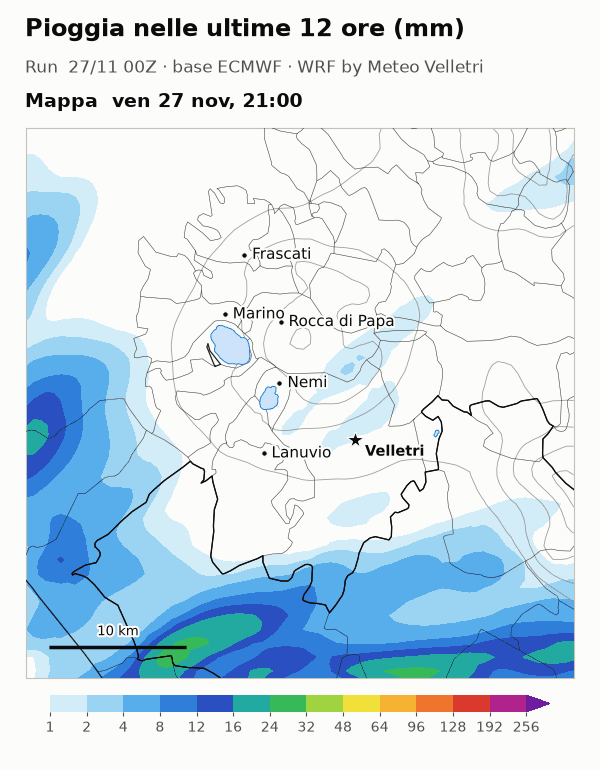 Pioggia nelle ultime 12 ore (mm)
Run  27/11 00Z · base ECMWF · WRF by Meteo Velletri
Mappa  ven 27 nov, 21:00
Frascati
Marino
Rocca di Papa
Nemi
Velletri
Lanuvio
10 km
1 2 4 8 12 16 24 32 48 64 96 128 192 256